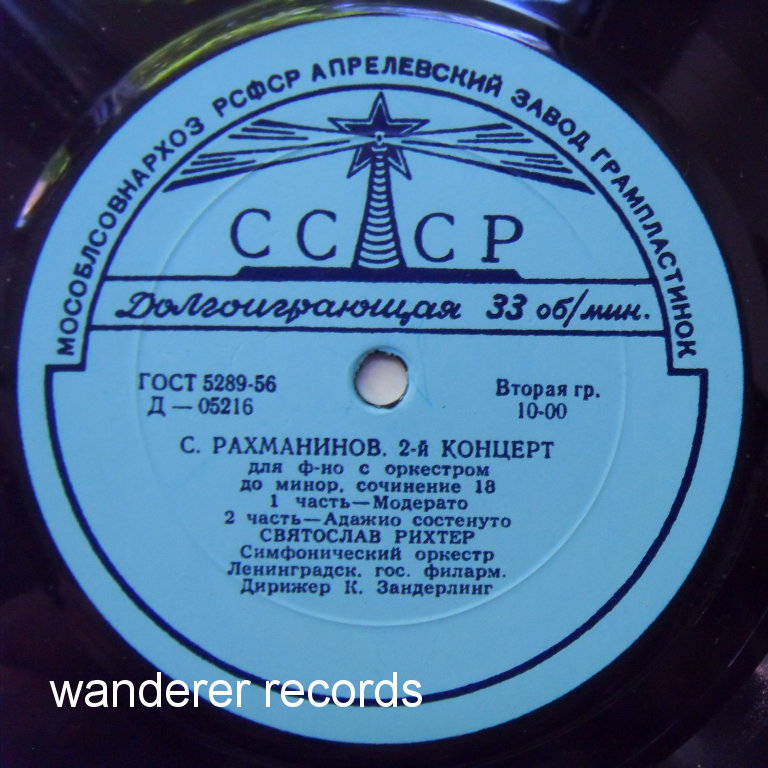 МОСОБЛСОВНАРХОЗ РСФСР АПРЕЛЕВСКИЙ ЗАВОД ГРАМПЛАСТИНОК
СССР
Долгоиграющая 33 об/мин.
ГОСТ 5289-56
Д — 05216
Вторая гр.
10-00
С. РАХМАНИНОВ. 2-й КОНЦЕРТ
для ф-но с оркестром
до минор, сочинение 18
1 часть—Модерато
2 часть—Адажио состенуто
СВЯТОСЛАВ РИХТЕР
Симфонический оркестр
Ленинградск. гос. филарм.
Дирижер К. Зандерлинг
wanderer records